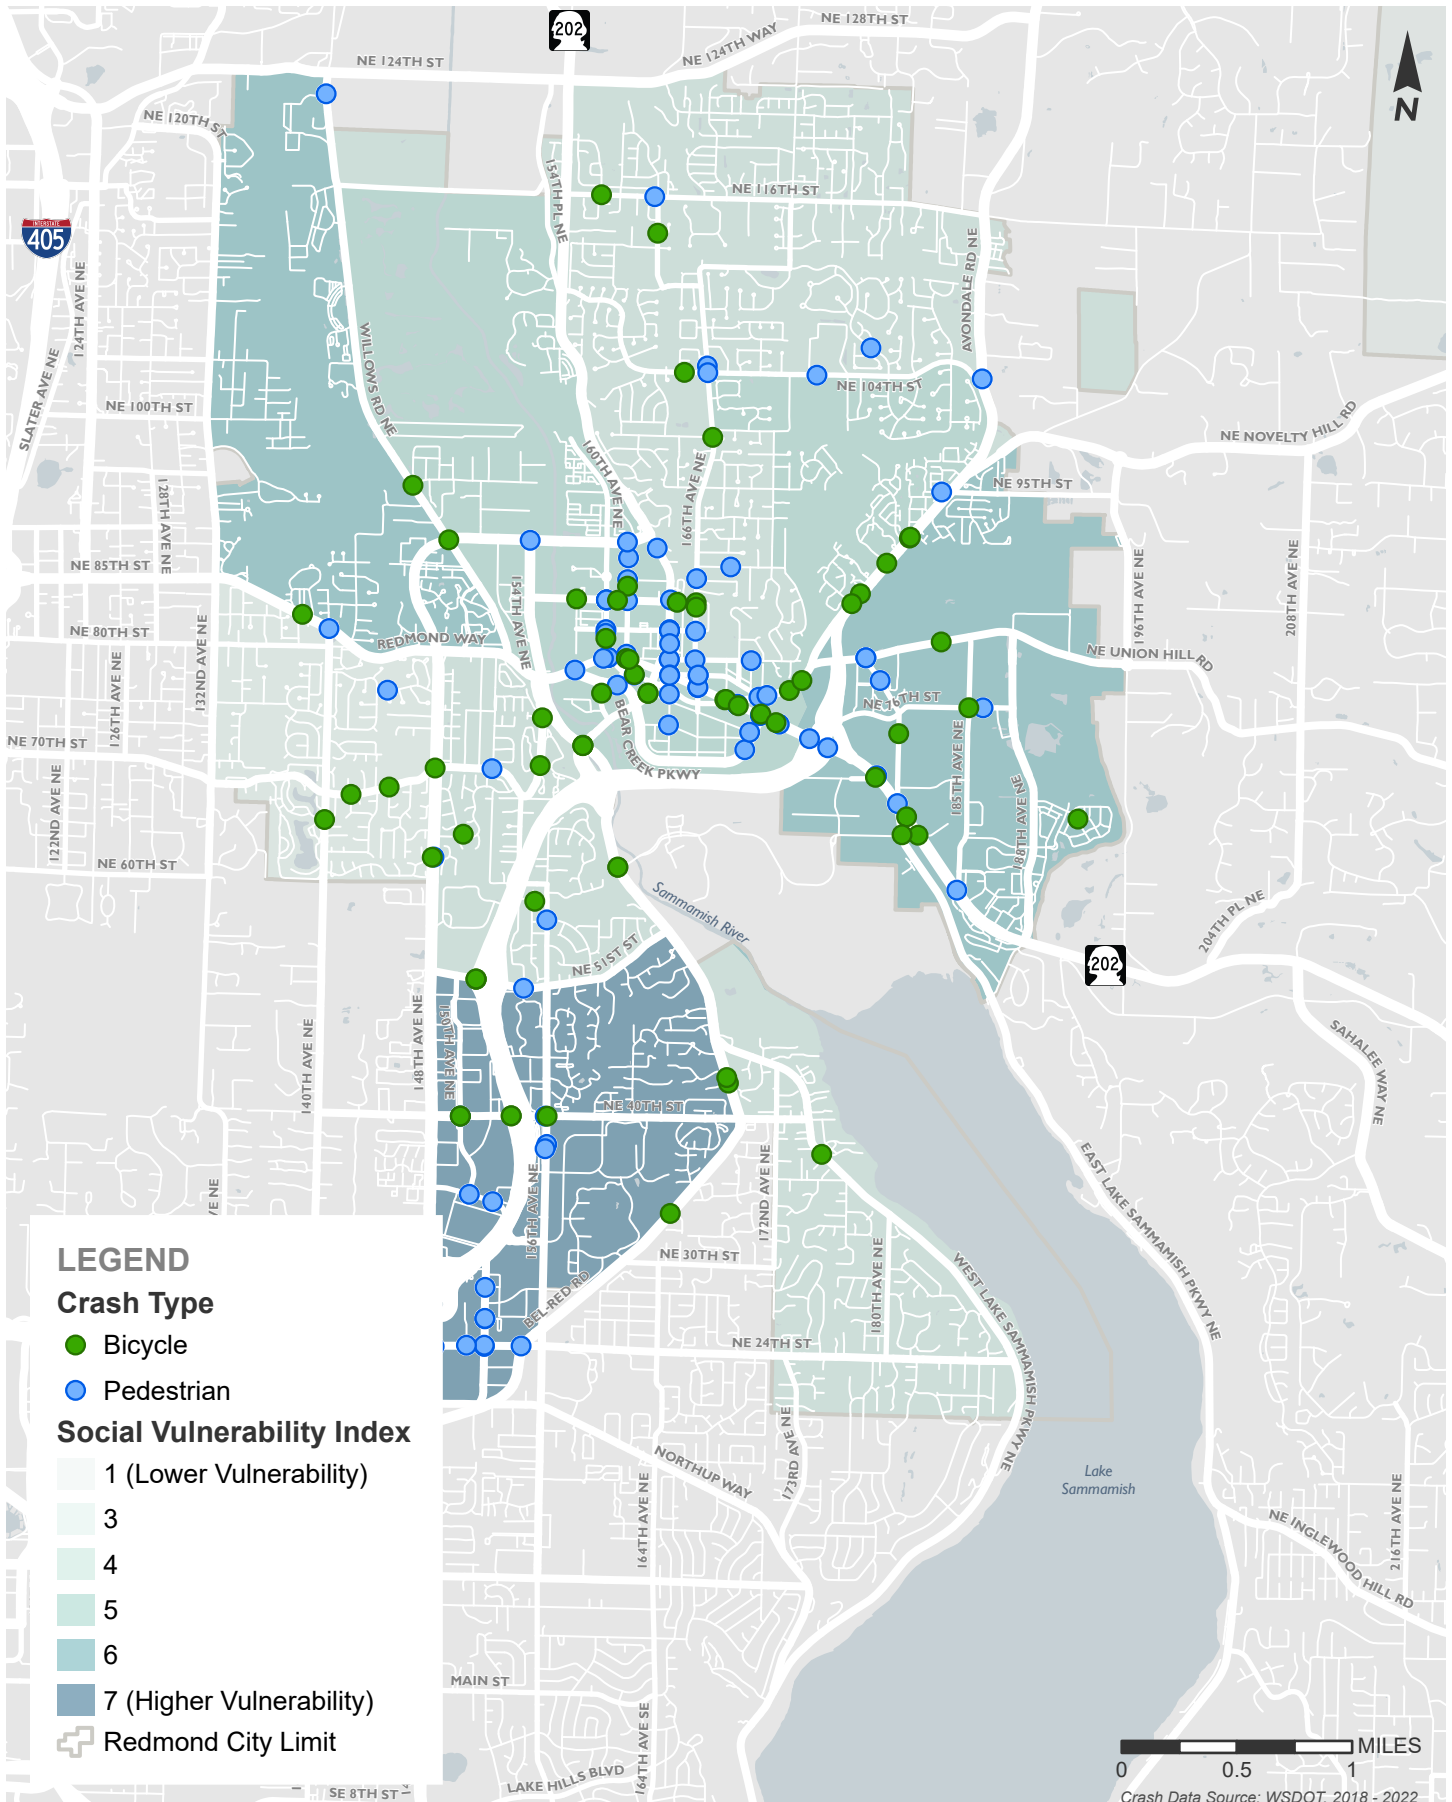 202
NE 128TH ST
NE 124TH WAY
NE 124TH ST
N
NE 120TH ST
154TH PL NE
NE 116TH ST
INTERSTATE
405
124TH AVE NE
AVONDALE RD NE
WILLOWS RD NE
SLATER AVE NE
NE 104TH ST
NE 100TH ST
NE NOVELTY HILL RD
160TH AVE NE
166TH AVE NE
128TH AVE NE
NE 95TH ST
NE 85TH ST
196TH AVE NE
208TH AVE NE
154TH AVE NE
NE 80TH ST
REDMOND WAY
132ND AVE NE
126TH AVE NE
NE UNION HILL RD
NE 76TH ST
BEAR CREEK PKWY
NE 70TH ST
185TH AVE NE
188TH AVE NE
122ND AVE NE
NE 60TH ST
Sammamish River
204TH PL NE
NE 51ST ST
202
148TH AVE NE
150TH AVE NE
140TH AVE NE
SAHALEE WAY NE
NE 40TH ST
172ND AVE NE
156TH AVE NE
VE NE
EAST LAKE SAMMAMISH PKWY NE
NE 30TH ST
180TH AVE NE
WEST LAKE SAMMAMISH PKWY NE
BEL-RED RD
NE 24TH ST
173RD AVE NE
NORTHUP WAY
164TH AVE NE
Lake
Sammamish
216TH AVE NE
NE INGLEWOOD HILL RD
LEGEND
Crash Type
Bicycle
Pedestrian
Social Vulnerability Index
1 (Lower Vulnerability)
3
4
5
6
7 (Higher Vulnerability)
Redmond City Limit
MAIN ST
164TH AVE SE
LAKE HILLS BLVD
SE 8TH ST
MILES
0 0.5 1
Crash Data Source: WSDOT, 2018 - 2022